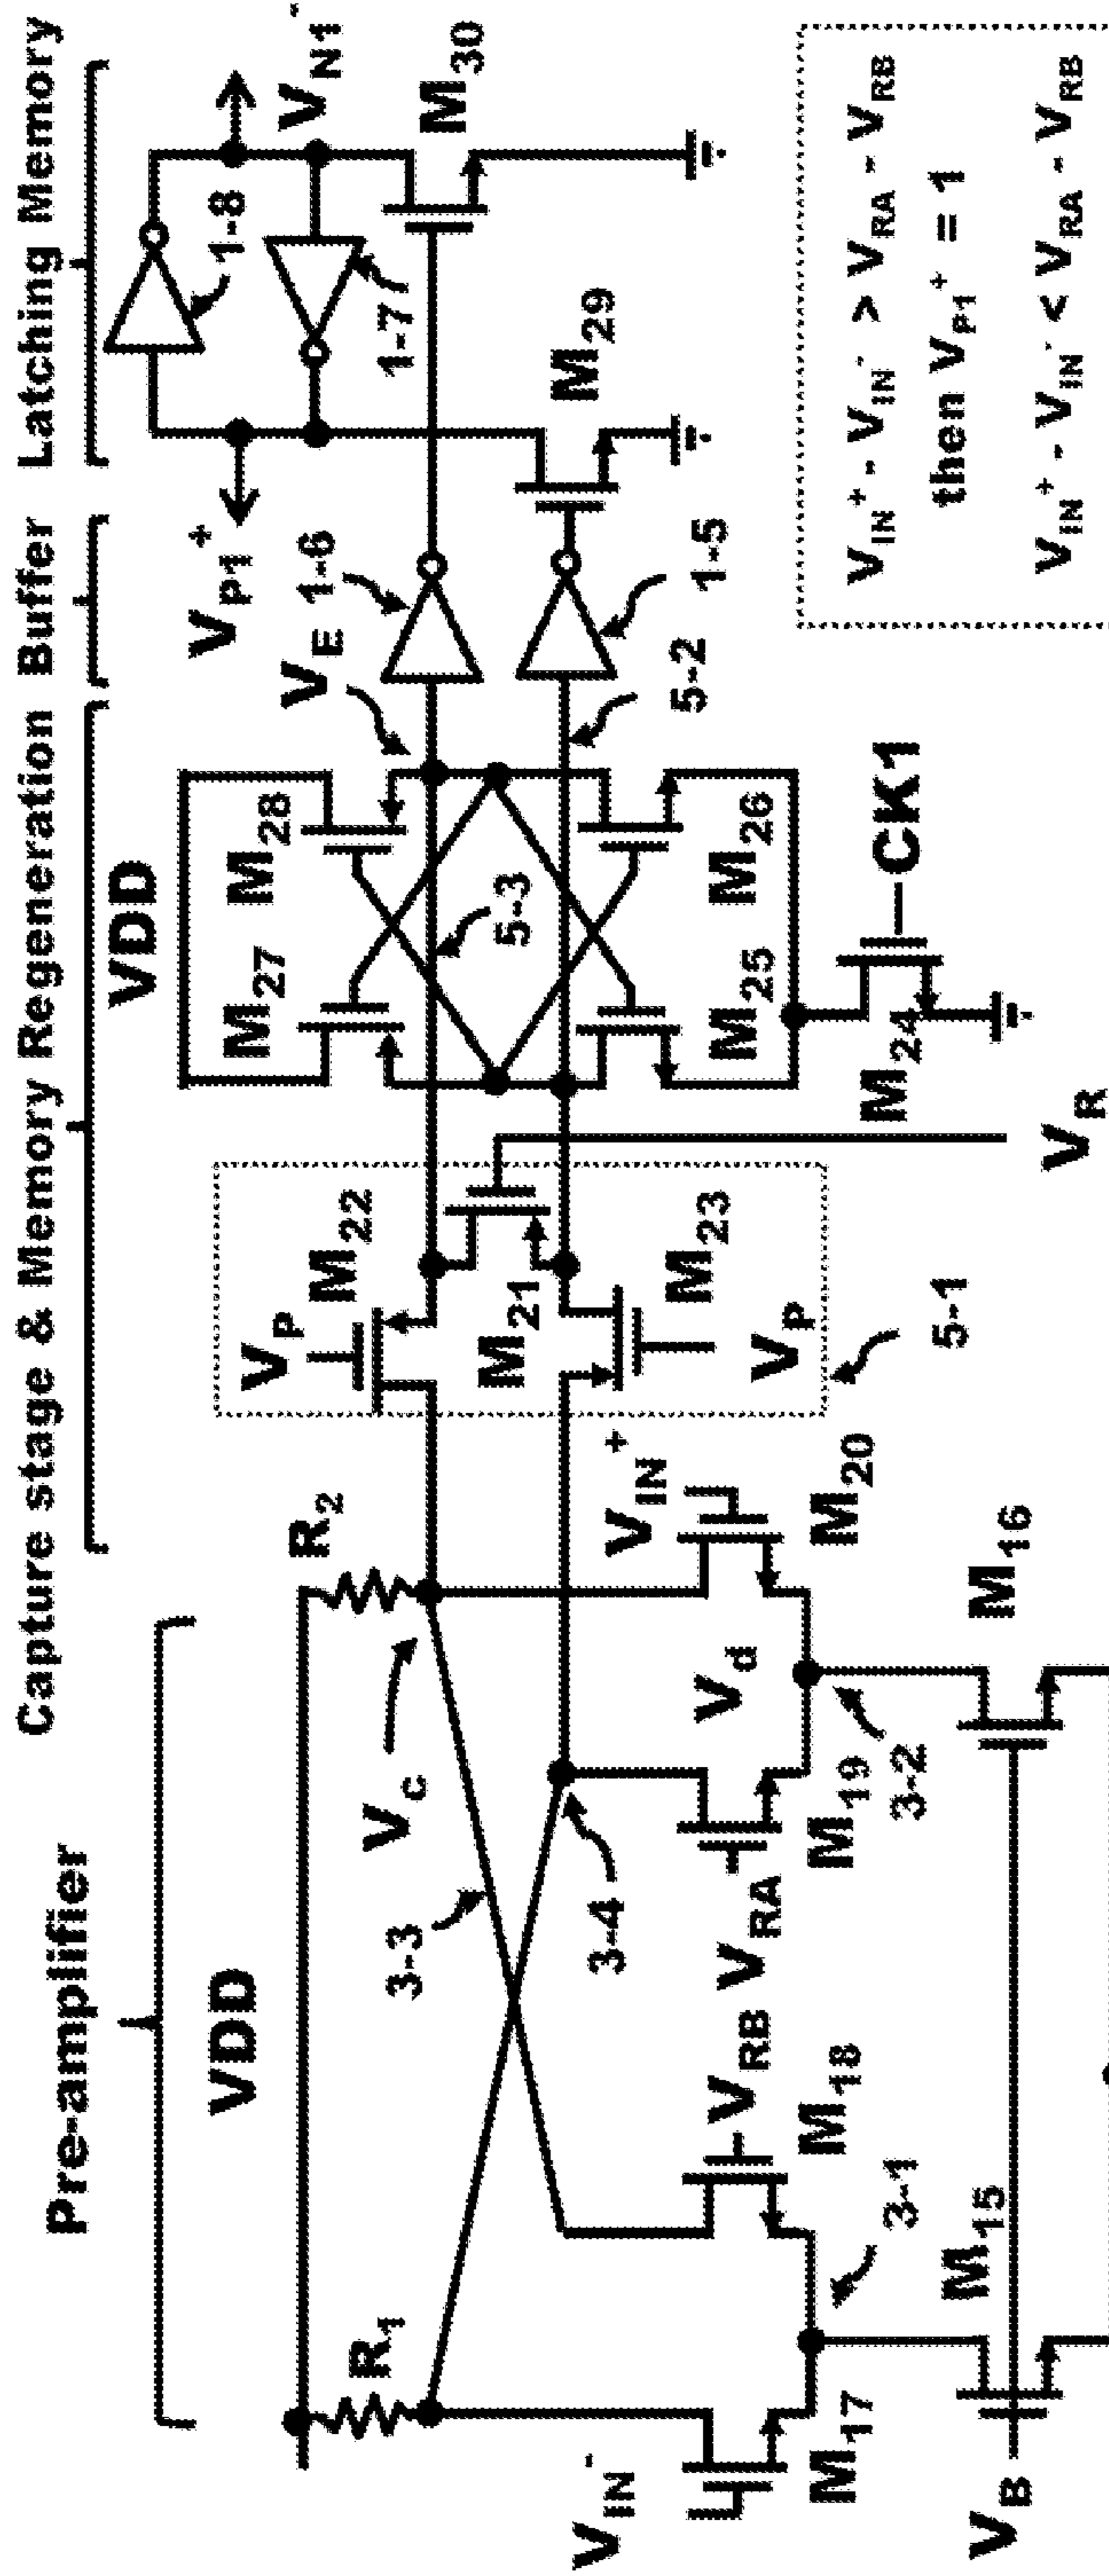 Pre-amplifier
Capture stage & Memory Regeneration
Buffer
Latching Memory
VDD
VDD
R1
R2
VC
3-3
3-4
VIN-
M17
VRB
M18
3-1
VRA
M19
Vd
3-2
VIN+
M20
VB
M15
M16
VP
M22
M21
M23
VP
5-1
VR
M27
M28
5-3
M25
M26
M24
CK1
VE
1-6
5-2
1-5
VP1+
1-8
1-7
VN1-
M29
M30
VIN+ - VIN- > VRA - VRB
then VP1+ = 1
VIN+ - VIN- < VRA - VRB